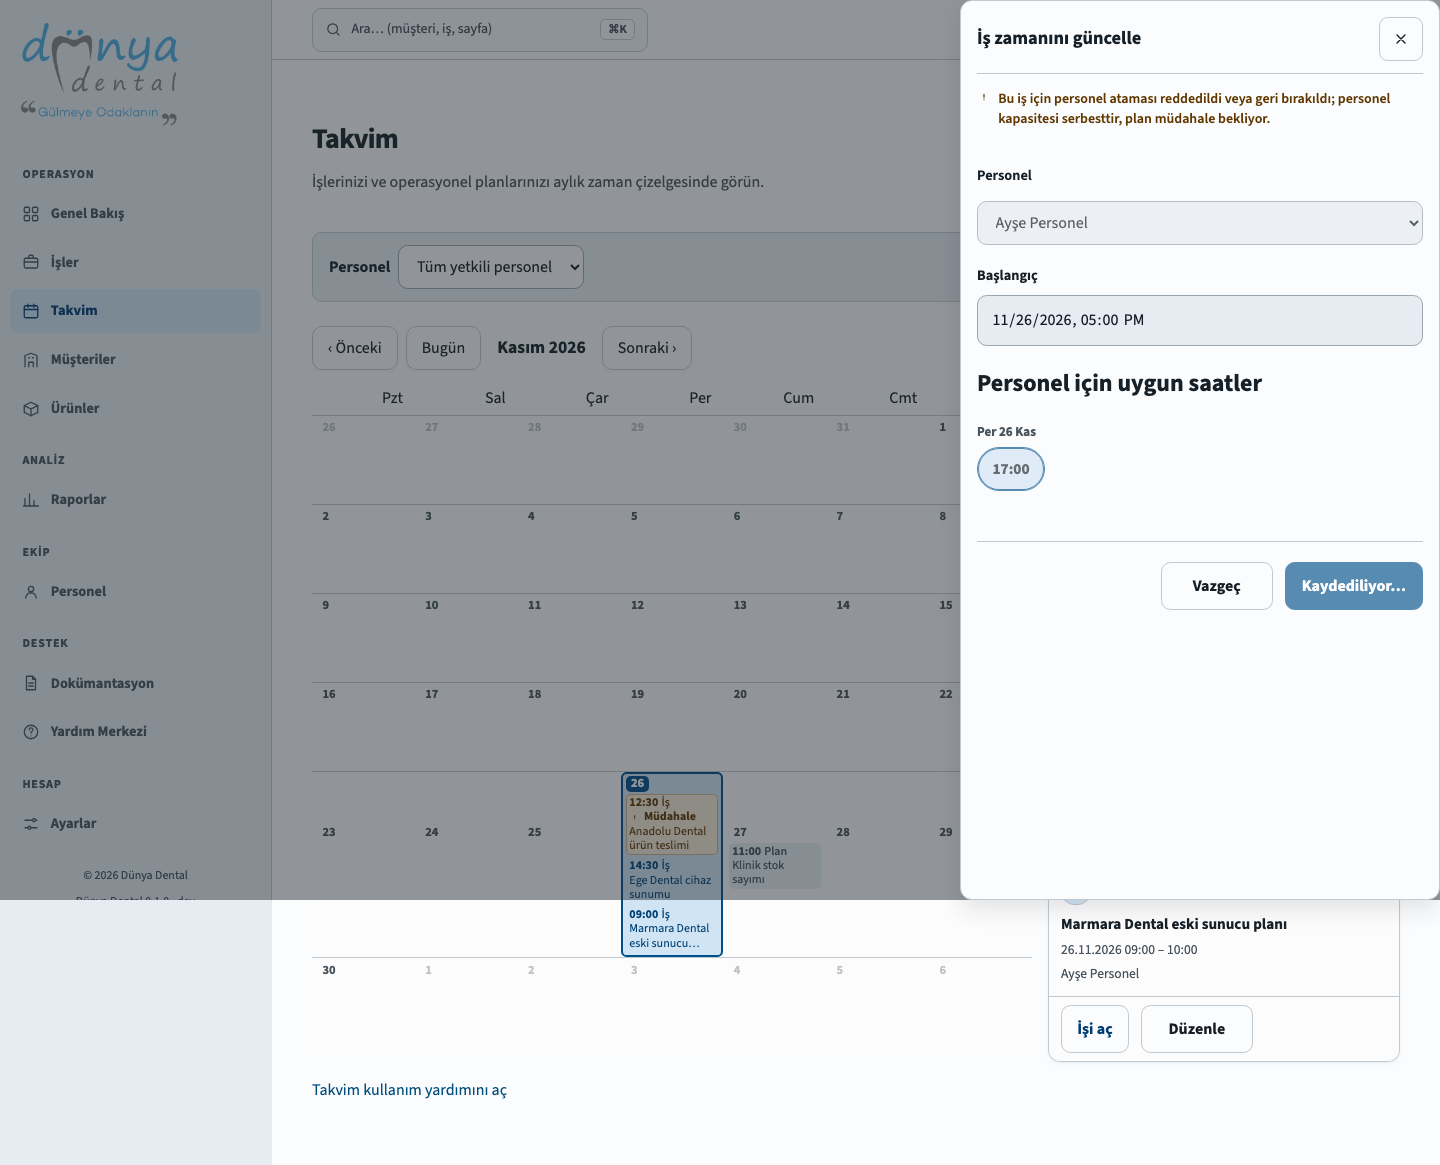 dünya
dental
“Gülmeye Odaklanın”
OPERASYON
Genel Bakış
İşler
Takvim
Müşteriler
Ürünler
ANALİZ
Raporlar
EKİP
Personel
DESTEK
Dokümantasyon
Yardım Merkezi
HESAP
Ayarlar
© 2026 Dünya Dental
Ara… (müşteri, iş, sayfa) ⌘K
Takvim
İşlerinizi ve operasyonel planlarınızı aylık zaman çizelgesinde görün.
Personel Tüm yetkili personel
‹ Önceki Bugün Kasım 2026 Sonraki ›
Pzt Sal Çar Per Cum Cmt
26 27 28 29 30 31 1
2 3 4 5 6 7 8
9 10 11 12 13 14 15
16 17 18 19 20 21 22
23 24 25 26 27 28 29
12:30 İş
! Müdahale
Anadolu Dental
ürün teslimi
14:30 İş
Ege Dental cihaz
sunumu
09:00 İş
Marmara Dental
eski sunucu…
11:00 Plan
Klinik stok
sayımı
30 1 2 3 4 5 6
Takvim kullanım yardımını aç
İş zamanını güncelle
! Bu iş için personel ataması reddedildi veya geri bırakıldı; personel
kapasitesi serbesttir, plan müdahale bekliyor.
Personel
Ayşe Personel
Başlangıç
11/26/2026, 05:00 PM
Personel için uygun saatler
Per 26 Kas
17:00
Vazgeç Kaydediliyor…
Marmara Dental eski sunucu planı
26.11.2026 09:00 – 10:00
Ayşe Personel
İşi aç Düzenle